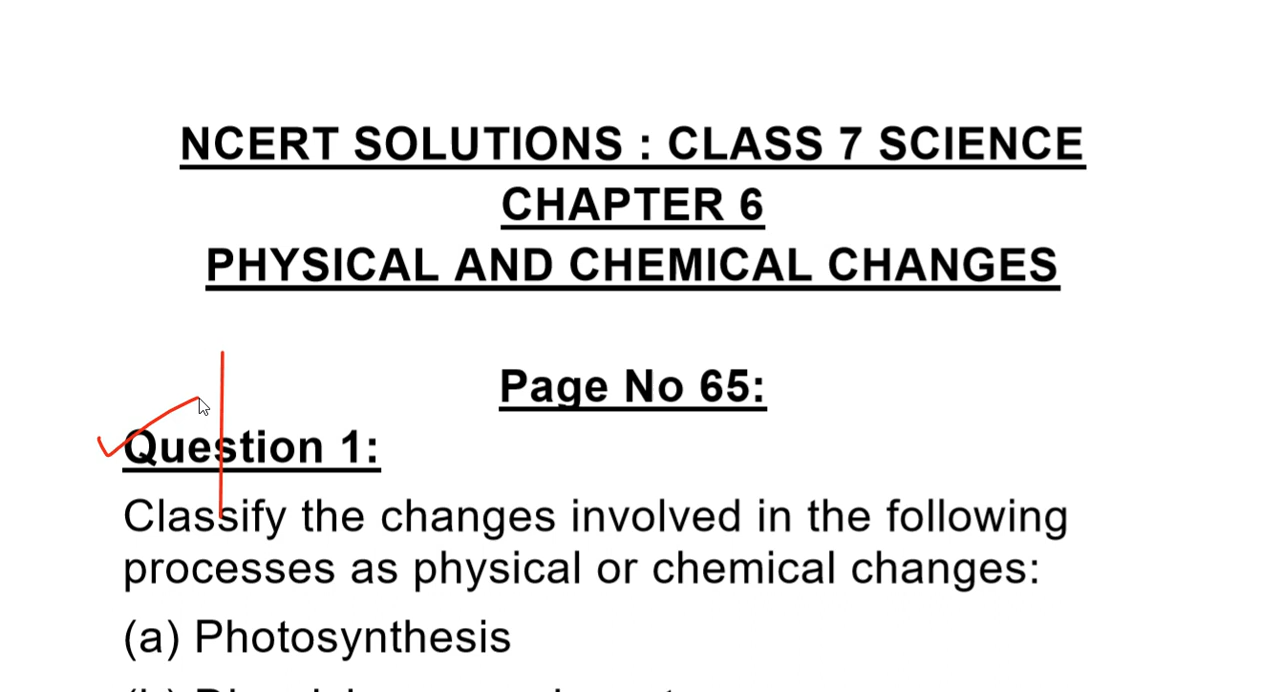 NCERT SOLUTIONS : CLASS 7 SCIENCE
CHAPTER 6
PHYSICAL AND CHEMICAL CHANGES
Page No 65:
Question 1:
Classify the changes involved in the following
processes as physical or chemical changes:
(a) Photosynthesis